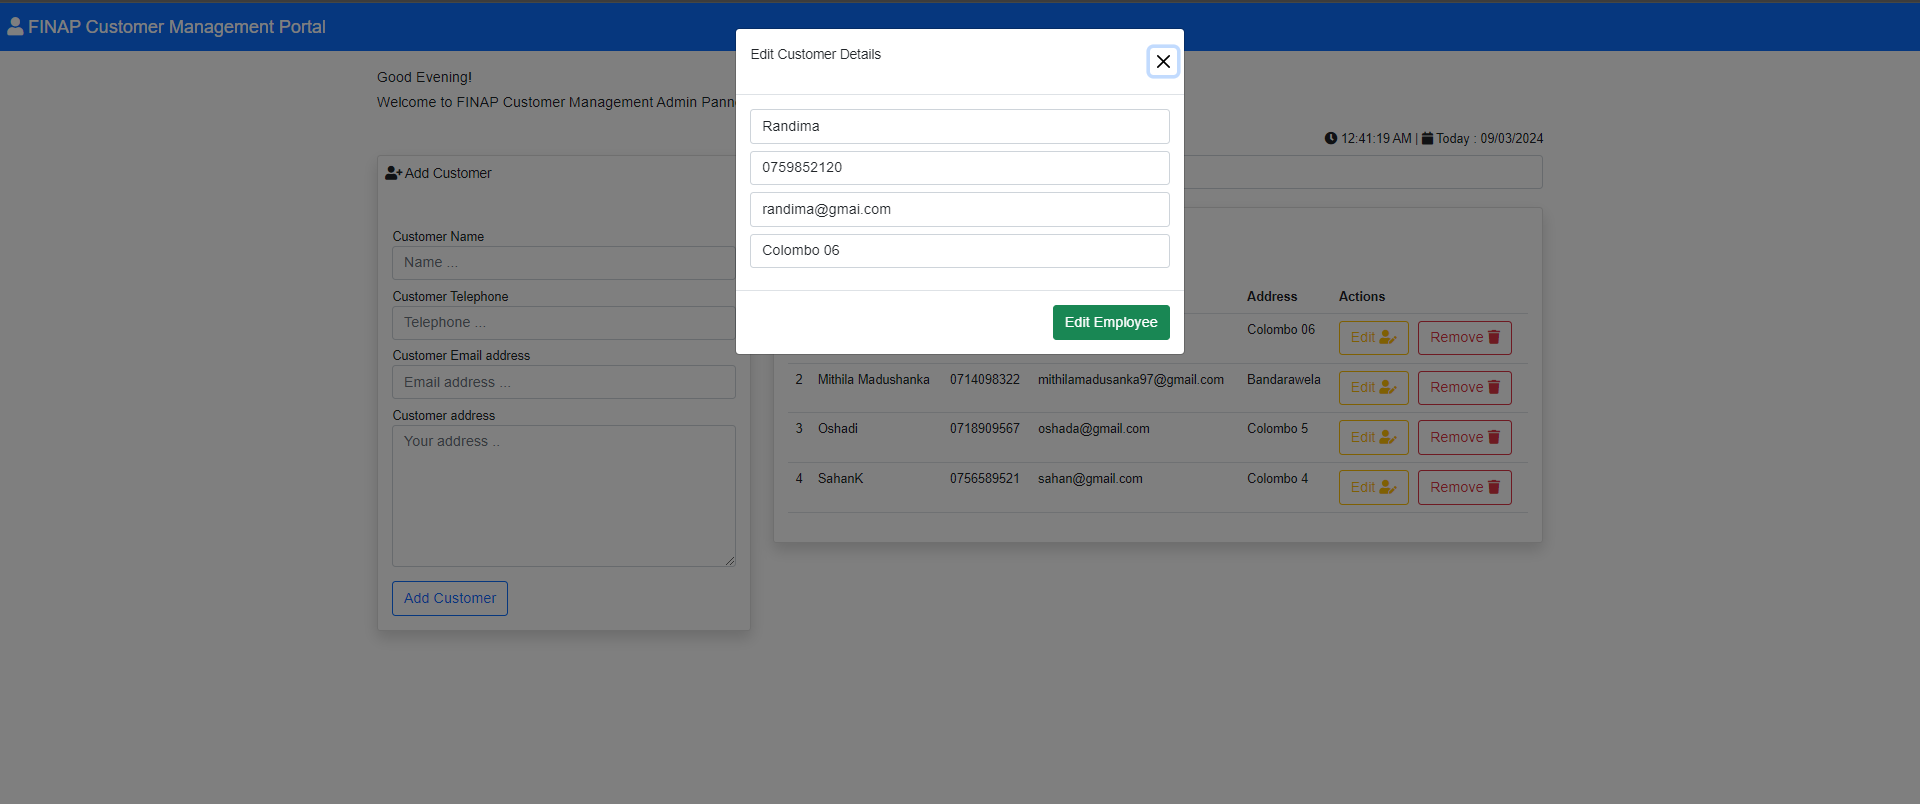 FINAP Customer Management Portal
Good Evening!
Welcome to FINAP Customer Management Admin Pann
12:41:19 AM | Today : 09/03/2024
Edit Customer Details
Randima
0759852120
randima@gmai.com
Colombo 06
Edit Employee
Add Customer
Customer Name
Name ...
Customer Telephone
Telephone ...
Customer Email address
Email address ...
Customer address
Your address ..
Add Customer
Address Actions
Colombo 06 Edit Remove
2 Mithila Madushanka 0714098322 mithilamadusanka97@gmail.com Bandarawela Edit Remove
3 Oshadi 0718909567 oshada@gmail.com Colombo 5 Edit Remove
4 SahanK 0756589521 sahan@gmail.com Colombo 4 Edit Remove